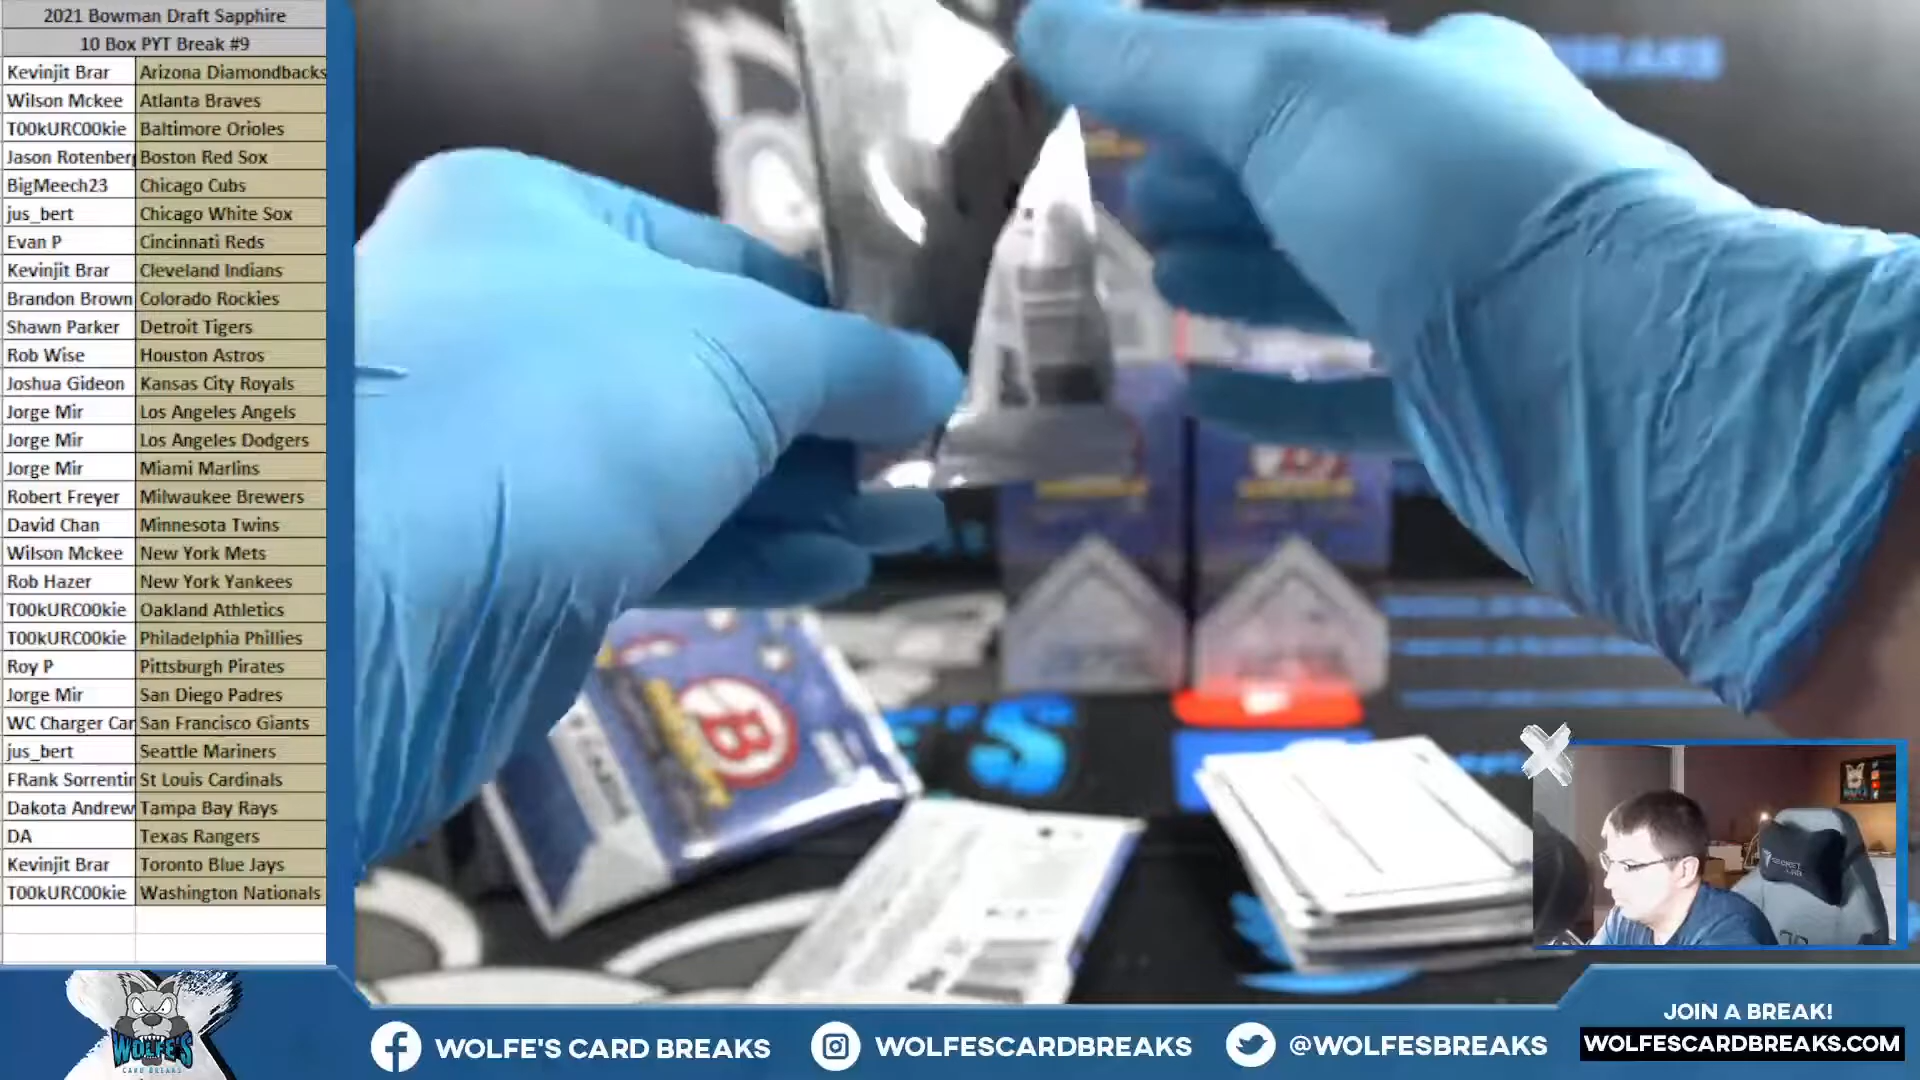 2021 Bowman Draft Sapphire
10 Box PYT Break #9
Kevinjit Brar Arizona Diamondbacks
Wilson Mckee Atlanta Braves
T00kURC00kie Baltimore Orioles
Jason Rotenber Boston Red Sox
BigMeech23 Chicago Cubs
jus_bert Chicago White Sox
Evan P Cincinnati Reds
Kevinjit Brar Cleveland Indians
Brandon Brown Colorado Rockies
Shawn Parker Detroit Tigers
Rob Wise Houston Astros
Joshua Gideon Kansas City Royals
Jorge Mir Los Angeles Angels
Jorge Mir Los Angeles Dodgers
Jorge Mir Miami Marlins
Robert Freyer Milwaukee Brewers
David Chan Minnesota Twins
Wilson Mckee New York Mets
Rob Hazer New York Yankees
T00kURC00kie Oakland Athletics
T00kURC00kie Philadelphia Phillies
Roy P Pittsburgh Pirates
Jorge Mir San Diego Padres
WC Charger Car San Francisco Giants
jus_bert Seattle Mariners
FRank Sorrentin St Louis Cardinals
Dakota Andrew Tampa Bay Rays
DA Texas Rangers
Kevinjit Brar Toronto Blue Jays
T00kURC00kie Washington Nationals
B
WOLFE'S
CARD BREAKS
WOLFE'S CARD BREAKS
WOLFESCARDBREAKS
@WOLFESBREAKS
JOIN A BREAK!
WOLFESCARDBREAKS.COM